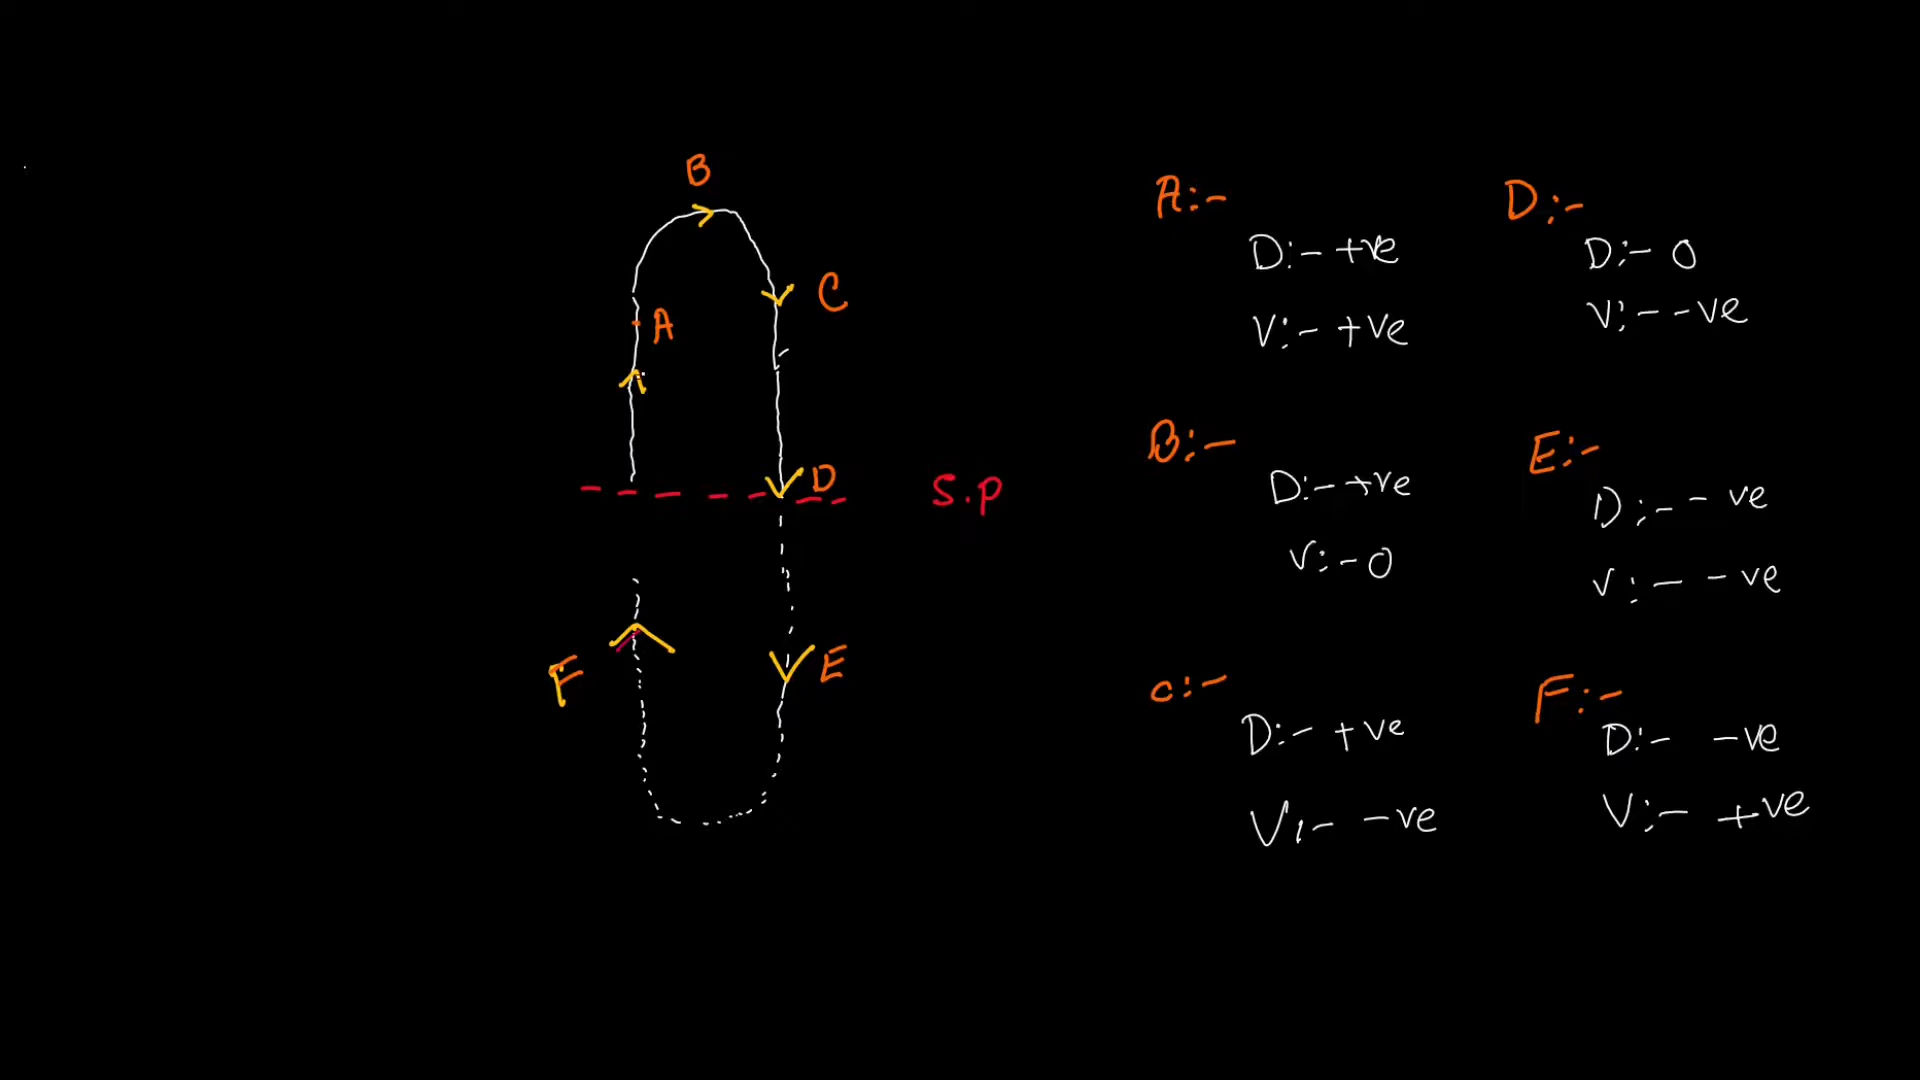 B
A
C
D
S.P
F
E
A:-
D:- +ve
V:- +ve
B:-
D:- +ve
V:- 0
C:-
D:- +ve
V:- -ve
D:-
D:- 0
V:- -ve
E:-
D:- - ve
V:- - ve
F:-
D:- -ve
V:- +ve